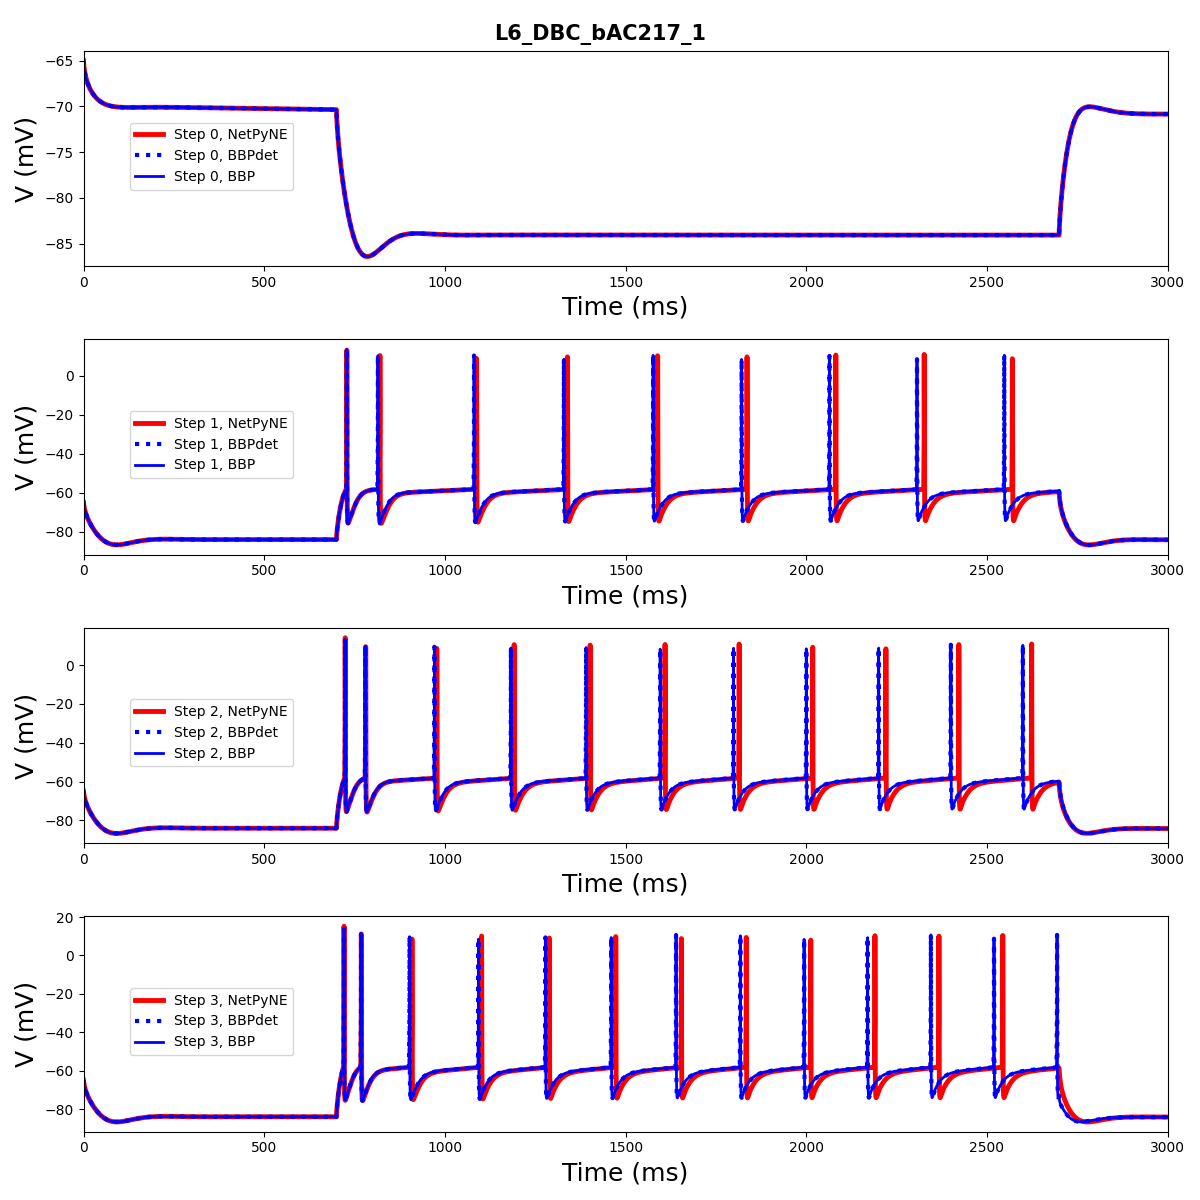 L6_DBC_bAC217_1
−65
−70
−75
−80
−85
V (mV)
Step 0, NetPyNE
Step 0, BBPdet
Step 0, BBP
0 500 1000 1500 2000 2500 3000
Time (ms)
0
−20
−40
−60
−80
V (mV)
Step 1, NetPyNE
Step 1, BBPdet
Step 1, BBP
0 500 1000 1500 2000 2500 3000
Time (ms)
0
−20
−40
−60
−80
V (mV)
Step 2, NetPyNE
Step 2, BBPdet
Step 2, BBP
0 500 1000 1500 2000 2500 3000
Time (ms)
20
0
−20
−40
−60
−80
V (mV)
Step 3, NetPyNE
Step 3, BBPdet
Step 3, BBP
0 500 1000 1500 2000 2500 3000
Time (ms)